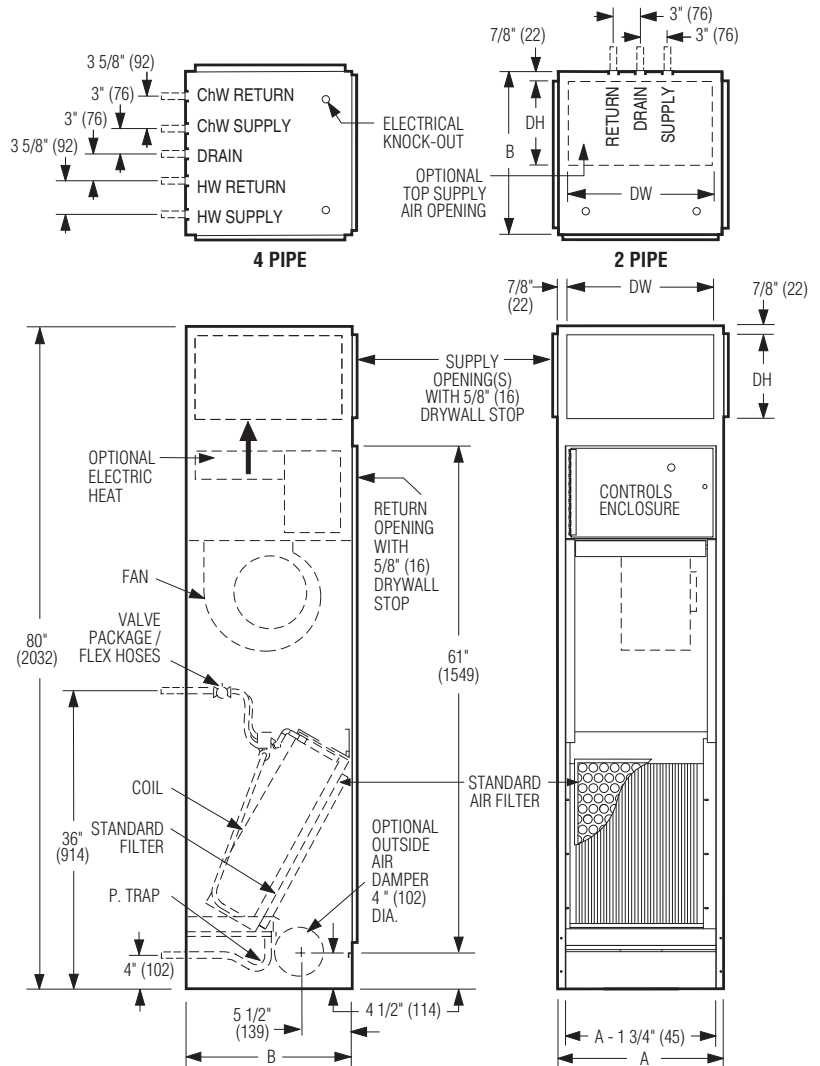 3 5/8" (92)
3"
(76)
3 5/8" (92)
ChW RETURN
ChW SUPPLY
DRAIN
HW RETURN
HW SUPPLY
ELECTRICAL
KNOCK-OUT
4 PIPE
3" (76)
7/8"
(22)
3"
(76)
RETURN
DRAIN
SUPPLY
DH
B
OPTIONAL
TOP SUPPLY
AIR OPENING
DW
2 PIPE
7/8"
(22)
DW
7/8"
(22)
DH
SUPPLY
OPENING(S)
WITH 5/8" (16)
DRYWALL STOP
OPTIONAL
ELECTRIC
HEAT
RETURN
OPENING
WITH
5/8" (16)
DRYWALL
STOP
CONTROLS
ENCLOSURE
FAN
VALVE
PACKAGE /
FLEX HOSES
80"
(2032)
61"
(1549)
COIL
STANDARD
FILTER
P. TRAP
STANDARD
AIR FILTER
OPTIONAL
OUTSIDE
AIR
DAMPER
4 " (102)
DIA.
36"
(914)
4" (102)
5 1/2"
(139)
4 1/2" (114)
B
A - 1 3/4" (45)
A